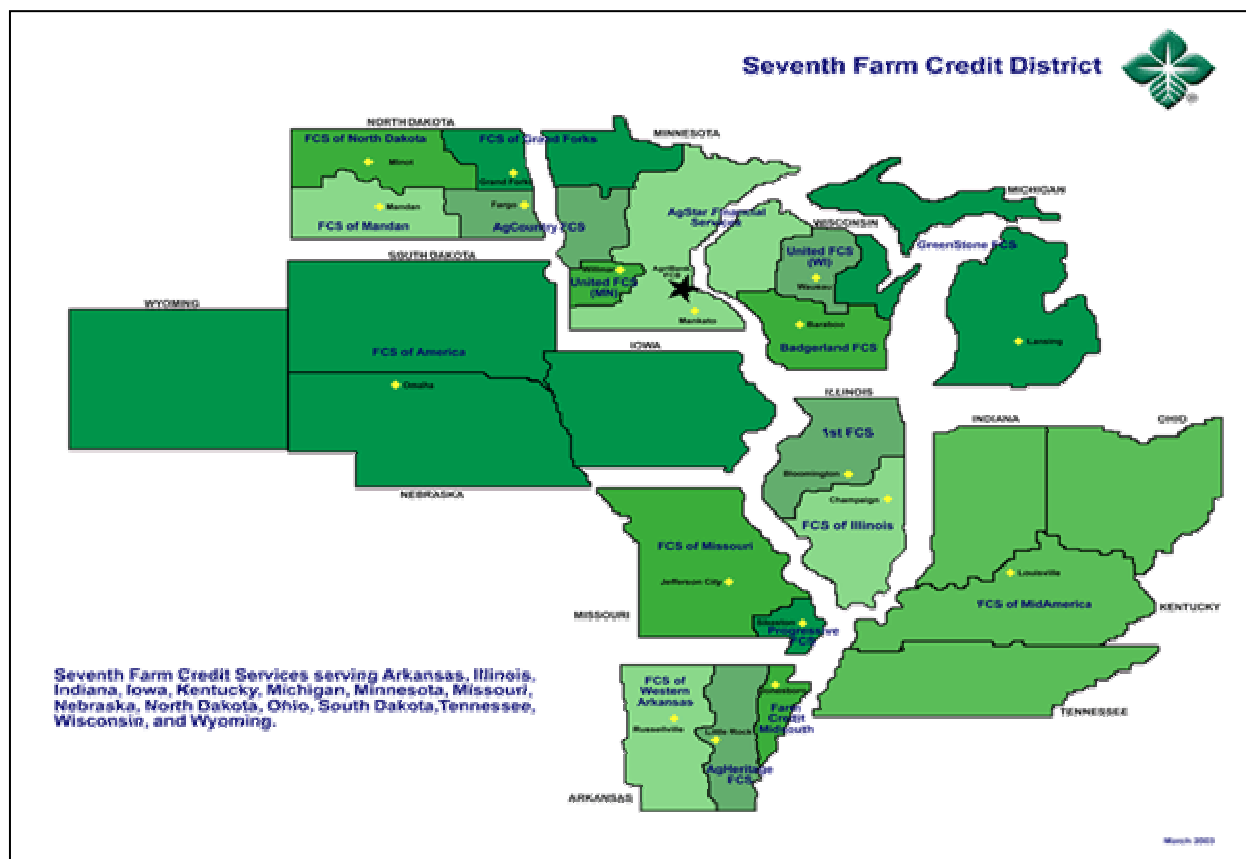 Seventh Farm Credit District
®
NORTH DAKOTA
FCS of North Dakota
Minot
FCS of Grand Forks
Grand Forks
MINNESOTA
Mandan
FCS of Mandan
Fargo
AgCountry FCS
AgStar Financial
Services
WISCONSIN
MICHIGAN
United FCS
(WI)
Wausau
GreenStone FCS
SOUTH DAKOTA
Willmar
United FCS
(MN)
AgriBank
FCB
Mankato
Baraboo
Badgerland FCS
Lansing
WYOMING
FCS of America
IOWA
Omaha
ILLINOIS
1st FCS
Bloomington
INDIANA
OHIO
NEBRASKA
Champaign
FCS of Illinois
FCS of Missouri
Jefferson City
Louisville
FCS of MidAmerica
KENTUCKY
MISSOURI
Sikeston
Progressive
FCS
Seventh Farm Credit Services serving Arkansas, Illinois,
Indiana, Iowa, Kentucky, Michigan, Minnesota, Missouri,
Nebraska, North Dakota, Ohio, South Dakota,Tennessee,
Wisconsin, and Wyoming.
FCS of
Western
Arkansas
Russellville
Jonesboro
Farm
Credit
Midsouth
Little Rock
AgHeritage
FCS
TENNESSEE
ARKANSAS
March 2003